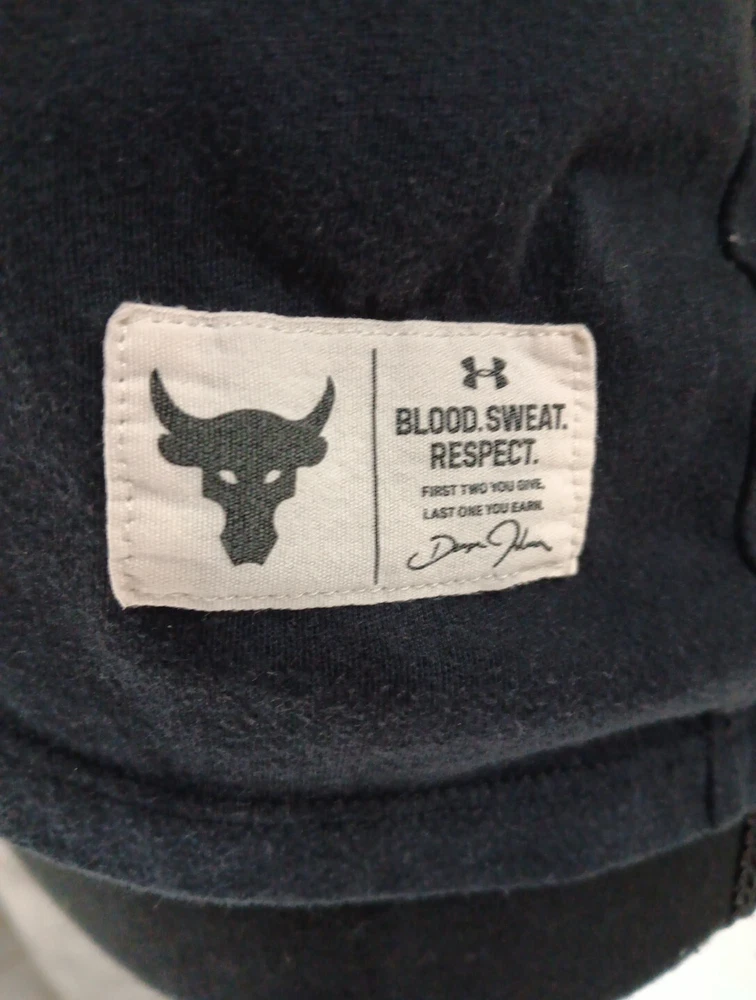 BLOOD. SWEAT.
RESPECT.
FIRST TWO YOU GIVE.
LAST ONE YOU EARN.